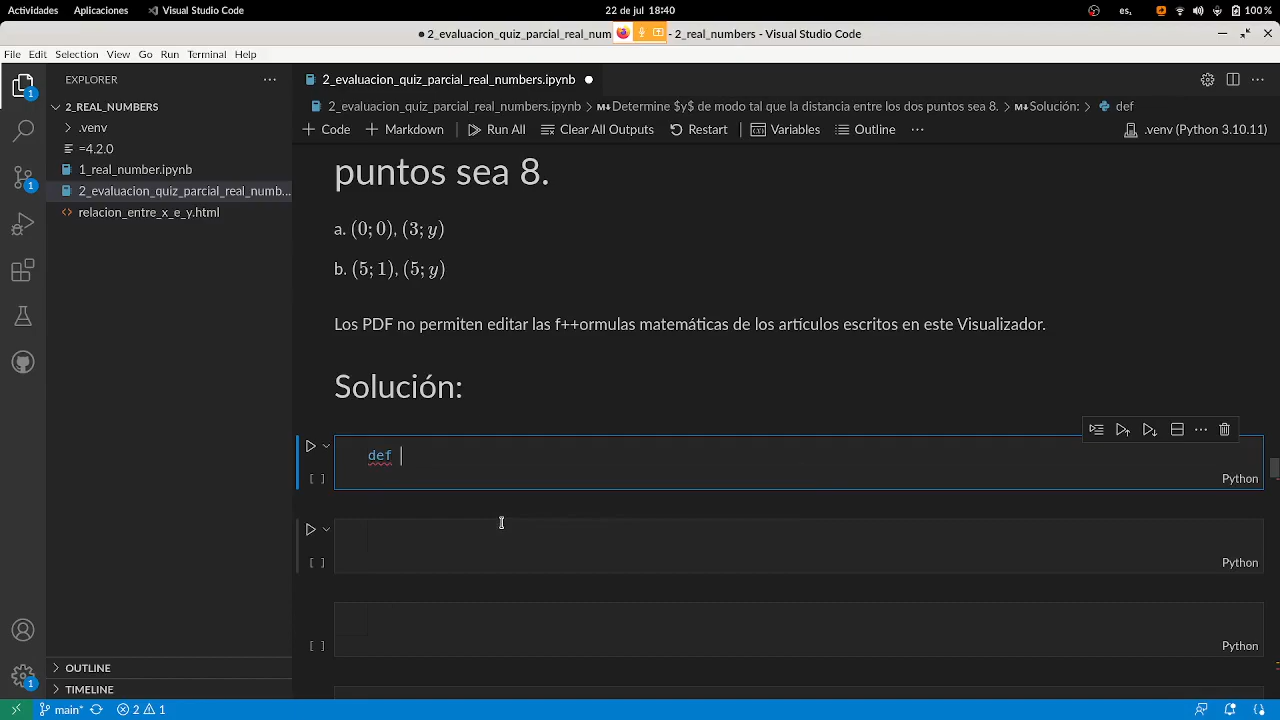 Actividades Aplicaciones Visual Studio Code 22 de jul 18:40 es, 100 %
● 2_evaluacion_quiz_parcial_real_num - 2_real_numbers - Visual Studio Code
File Edit Selection View Go Run Terminal Help
EXPLORER
2_REAL_NUMBERS
.venv
=4.2.0
1_real_number.ipynb
2_evaluacion_quiz_parcial_real_numb...
relacion_entre_x_e_y.html
OUTLINE
TIMELINE
1
1
1
2_evaluacion_quiz_parcial_real_numbers.ipynb
2_evaluacion_quiz_parcial_real_numbers.ipynb > Determine $y$ de modo tal que la distancia entre los dos puntos sea 8. > Solución: > def
+ Code + Markdown Run All Clear All Outputs Restart Variables Outline ... .venv (Python 3.10.11)
puntos sea 8.
a. (0; 0), (3; y)
b. (5; 1), (5; y)
Los PDF no permiten editar las f++ormulas matemáticas de los artículos escritos en este Visualizador.
Solución:
def
[ ] Python
[ ] Python
[ ] Python
main* 2 1